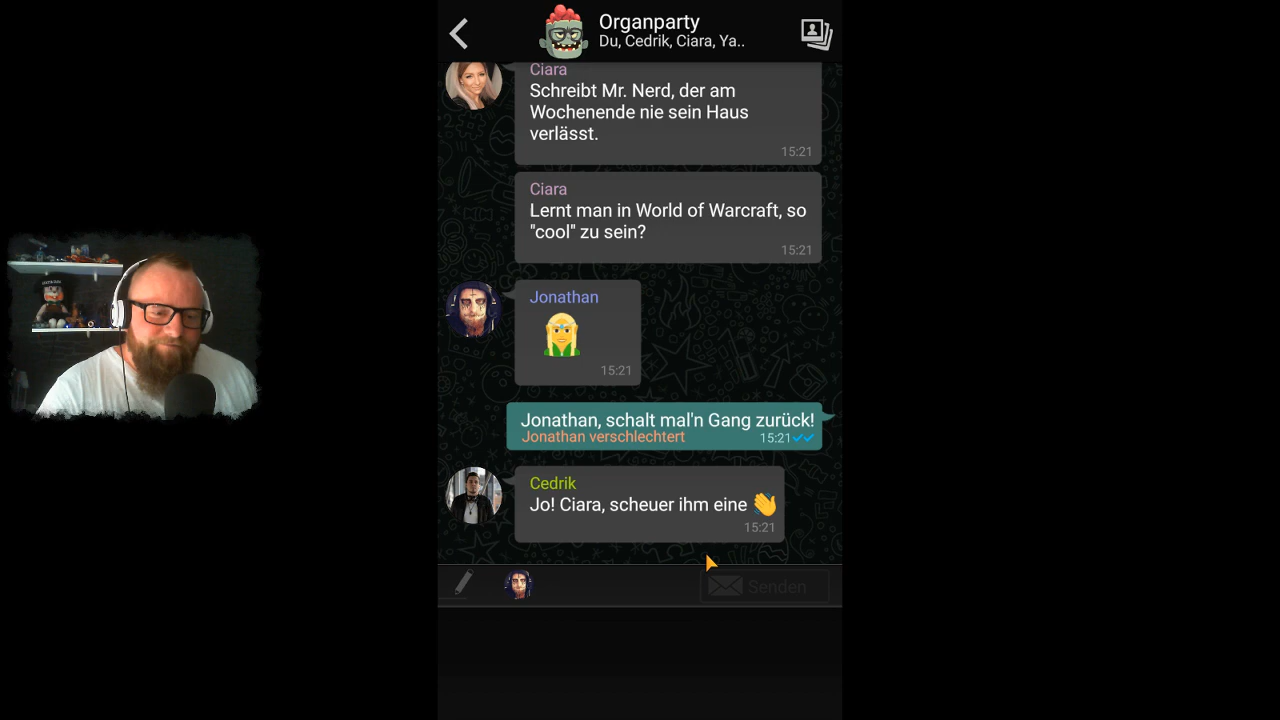 Organparty
Du, Cedrik, Ciara, Ya..
Ciara
Schreibt Mr. Nerd, der am
Wochenende nie sein Haus
verlässt.
15:21
Ciara
Lernt man in World of Warcraft, so
"cool" zu sein?
15:21
Jonathan
15:21
Jonathan, schalt mal'n Gang zurück!
Jonathan verschlechtert
15:21
Cedrik
Jo! Ciara, scheuer ihm eine 👋
15:21
Senden